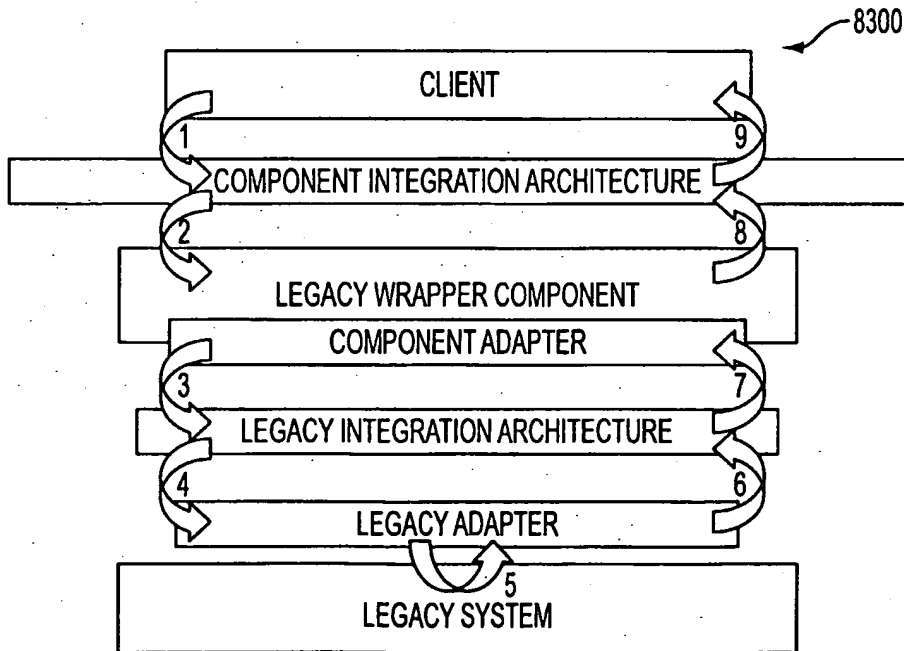 8300
CLIENT
1
9
COMPONENT INTEGRATION ARCHITECTURE
2
8
LEGACY WRAPPER COMPONENT
COMPONENT ADAPTER
3
7
LEGACY INTEGRATION ARCHITECTURE
4
6
LEGACY ADAPTER
5
LEGACY SYSTEM